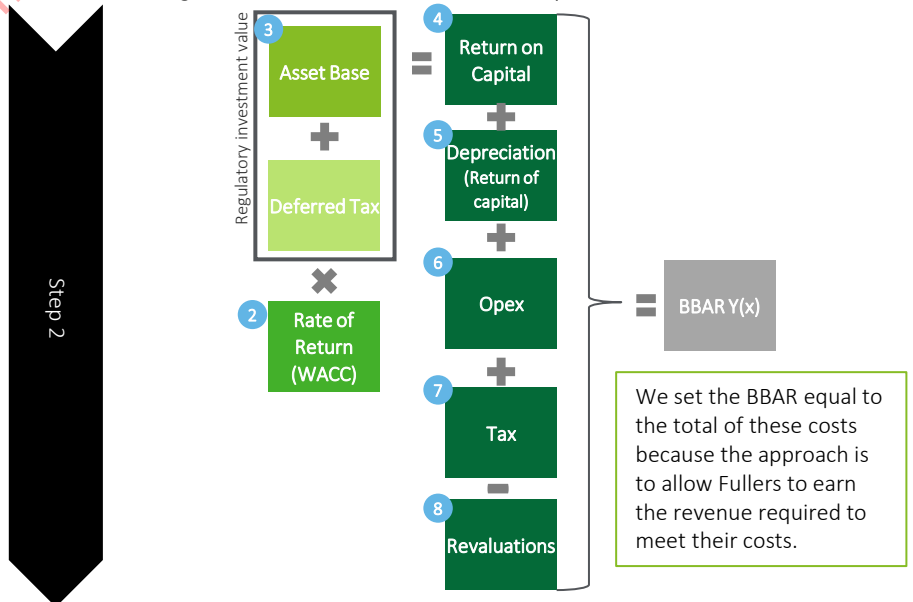 Step 2
Regulatory investment value
3
Asset Base
+
Deferred Tax
×
2
Rate of
Return
(WACC)
=
4
Return on
Capital
+
5
Depreciation
(Return of
capital)
+
6
Opex
+
7
Tax
-
8
Revaluations
=
BBAR Y(x)
We set the BBAR equal to
the total of these costs
because the approach is
to allow Fullers to earn
the revenue required to
meet their costs.